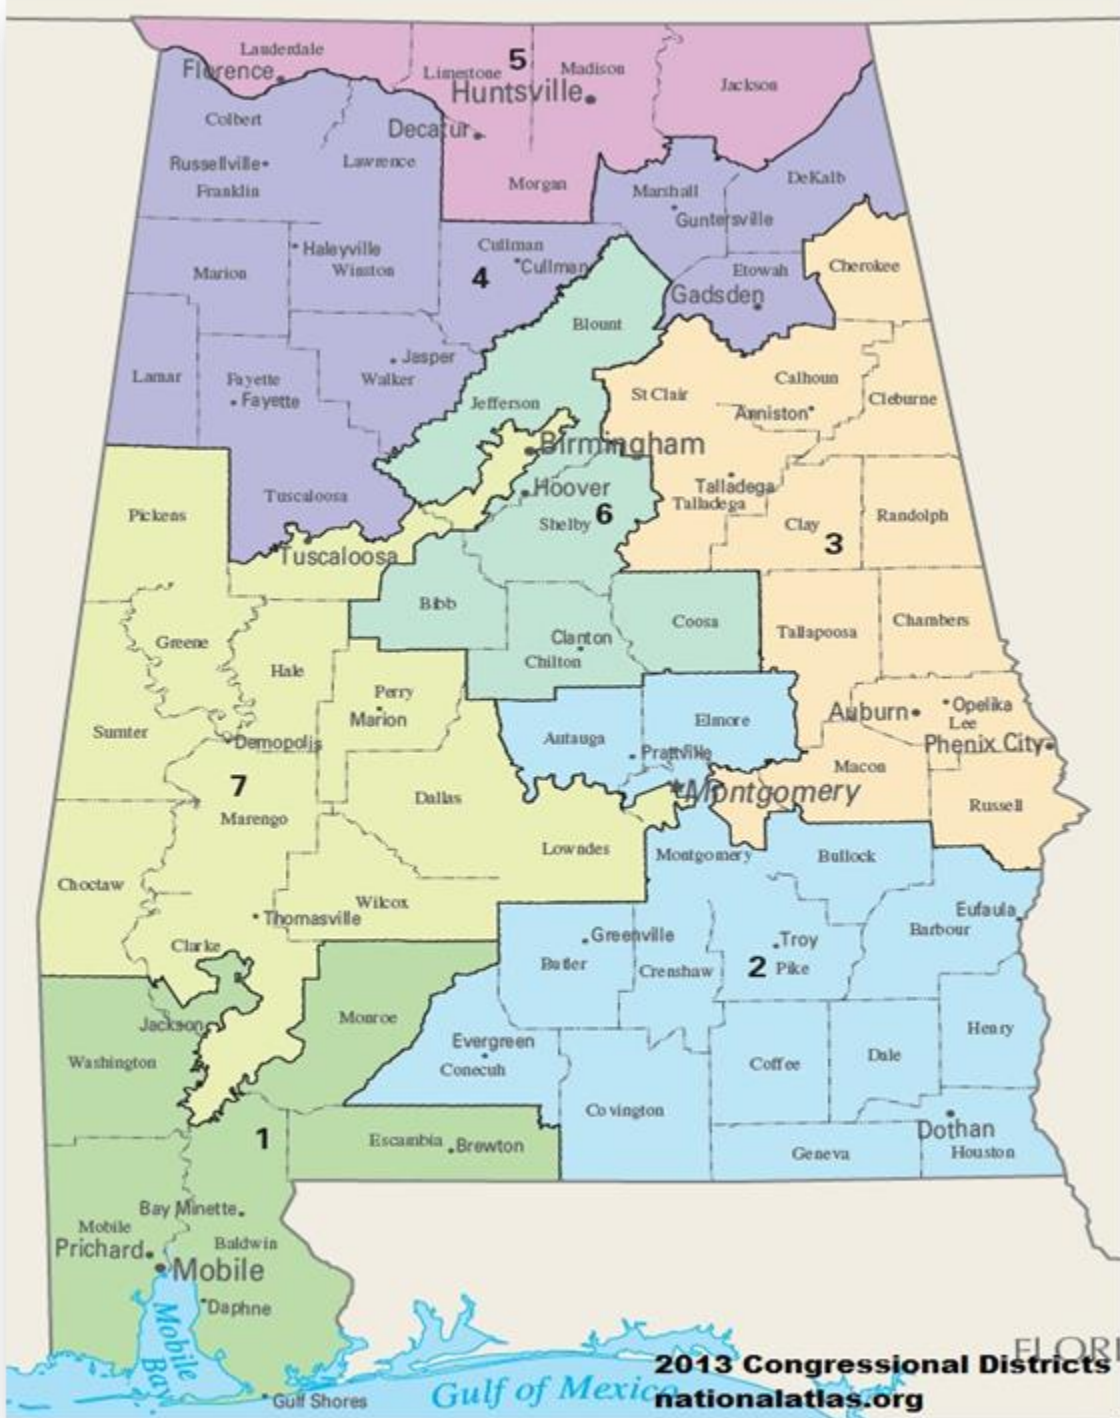 Lauderdale
5
Limestone
Madison
Florence
Jackson
Huntsville
Colbert
Decatur
Russellville
Lawrence
Franklin
Morgan
Marshall
DeKalb
Guntersville
Haleyville
Cullman
Marion
Winston
4
Cullman
Etowah
Cherokee
Gadsden
Blount
Jasper
Lamar
Fayette
Walker
Fayette
Jefferson
St Clair
Calhoun
Cleburne
Anniston
Birmingham
Tuscaloosa
Hoover
Talladega
Talladega
Pickens
Shelby
6
Clay
Randolph
3
Tuscaloosa
Bibb
Greene
Clanton
Coosa
Tallapoosa
Chambers
Hale
Chilton
Perry
Marion
Sumter
Demopolis
Autauga
Elmore
Auburn
Opelika
Lee
Prattville
Phenix City
7
Dallas
Montgomery
Macon
Marengo
Russell
Lowndes
Montgomery
Bullock
Choctaw
Wilcox
Thomasville
Eufaula
Clarke
Greenville
Troy
Barbour
Butler
Crenshaw
2
Pike
Jackson
Monroe
Henry
Washington
Evergreen
Conecuh
Coffee
Dale
Covington
1
Escambia
Brewton
Dothan
Geneva
Houston
Bay Minette
Mobile
Baldwin
Prichard
Mobile
Daphne
Mobile
Bay
FLORI
2013 Congressional Districts
Gulf of Mexico
nationalatlas.org
Gulf Shores